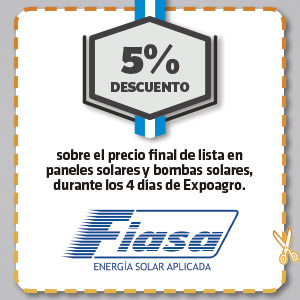 5%
DESCUENTO
sobre el precio final de lista en
paneles solares y bombas solares,
durante los 4 días de Expoagro.
Fiasa
ENERGÍA SOLAR APLICADA